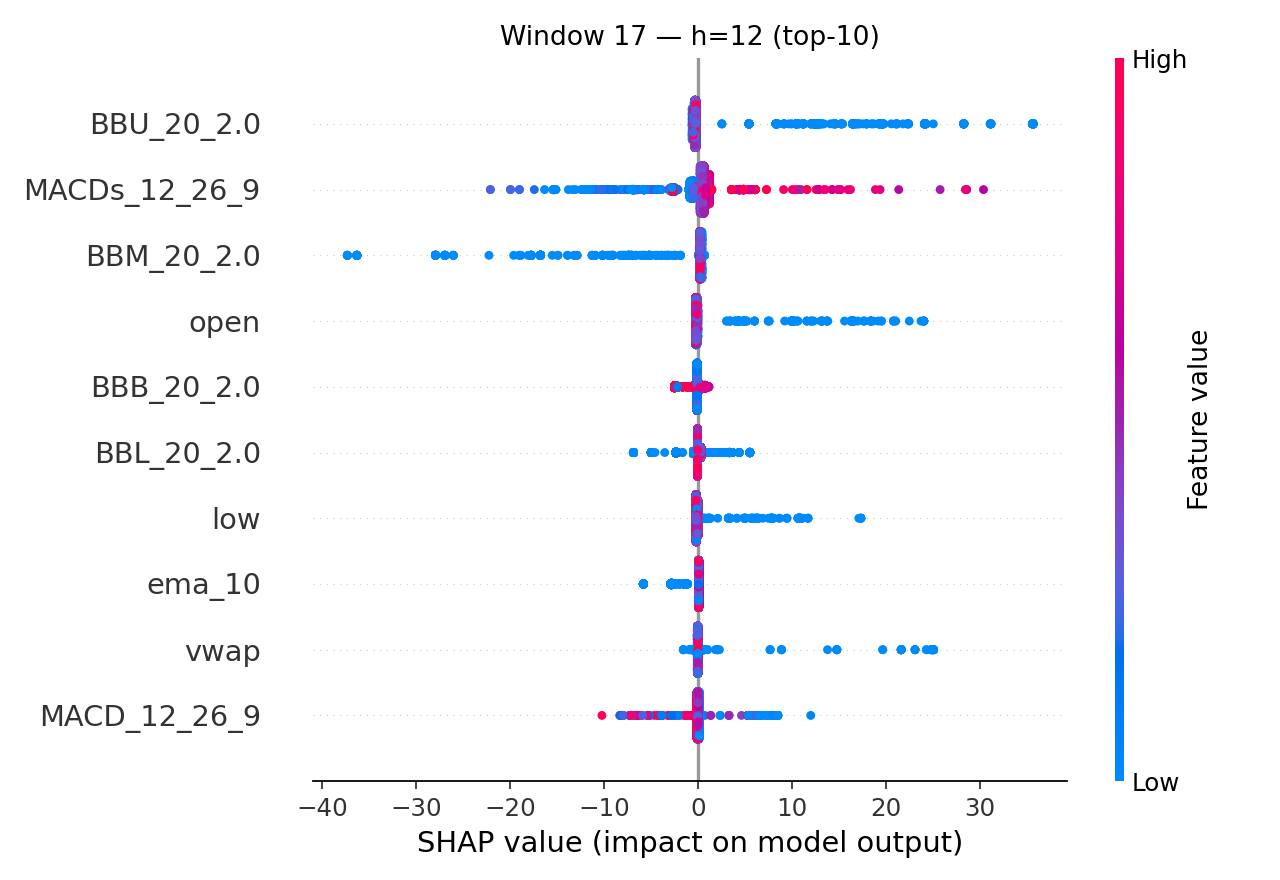 Window 17 — h=12 (top-10)
High
BBU_20_2.0
MACDs_12_26_9
BBM_20_2.0
open
BBB_20_2.0
BBL_20_2.0
low
ema_10
vwap
MACD_12_26_9
Feature value
Low
−40 −30 −20 −10 0 10 20 30
SHAP value (impact on model output)